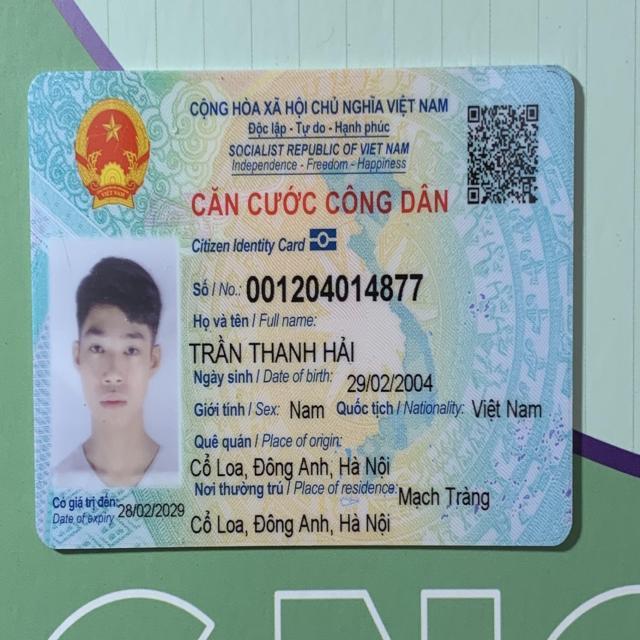 CỘNG HÒA XÃ HỘI CHỦ NGHĨA VIỆT NAM
Độc lập - Tự do - Hạnh phúc
SOCIALIST REPUBLIC OF VIET NAM
Independence - Freedom - Happiness
CĂN CƯỚC CÔNG DÂN
Citizen Identity Card
Số / No.: 001204014877
Họ và tên / Full name:
TRẦN THANH HẢI
Ngày sinh / Date of birth: 29/02/2004
Giới tính / Sex: Nam Quốc tịch / Nationality: Việt Nam
Quê quán / Place of origin:
Cổ Loa, Đông Anh, Hà Nội
Nơi thường trú / Place of residence: Mạch Tràng
Cổ Loa, Đông Anh, Hà Nội
Có giá trị đến: 28/02/2029
Date of expiry